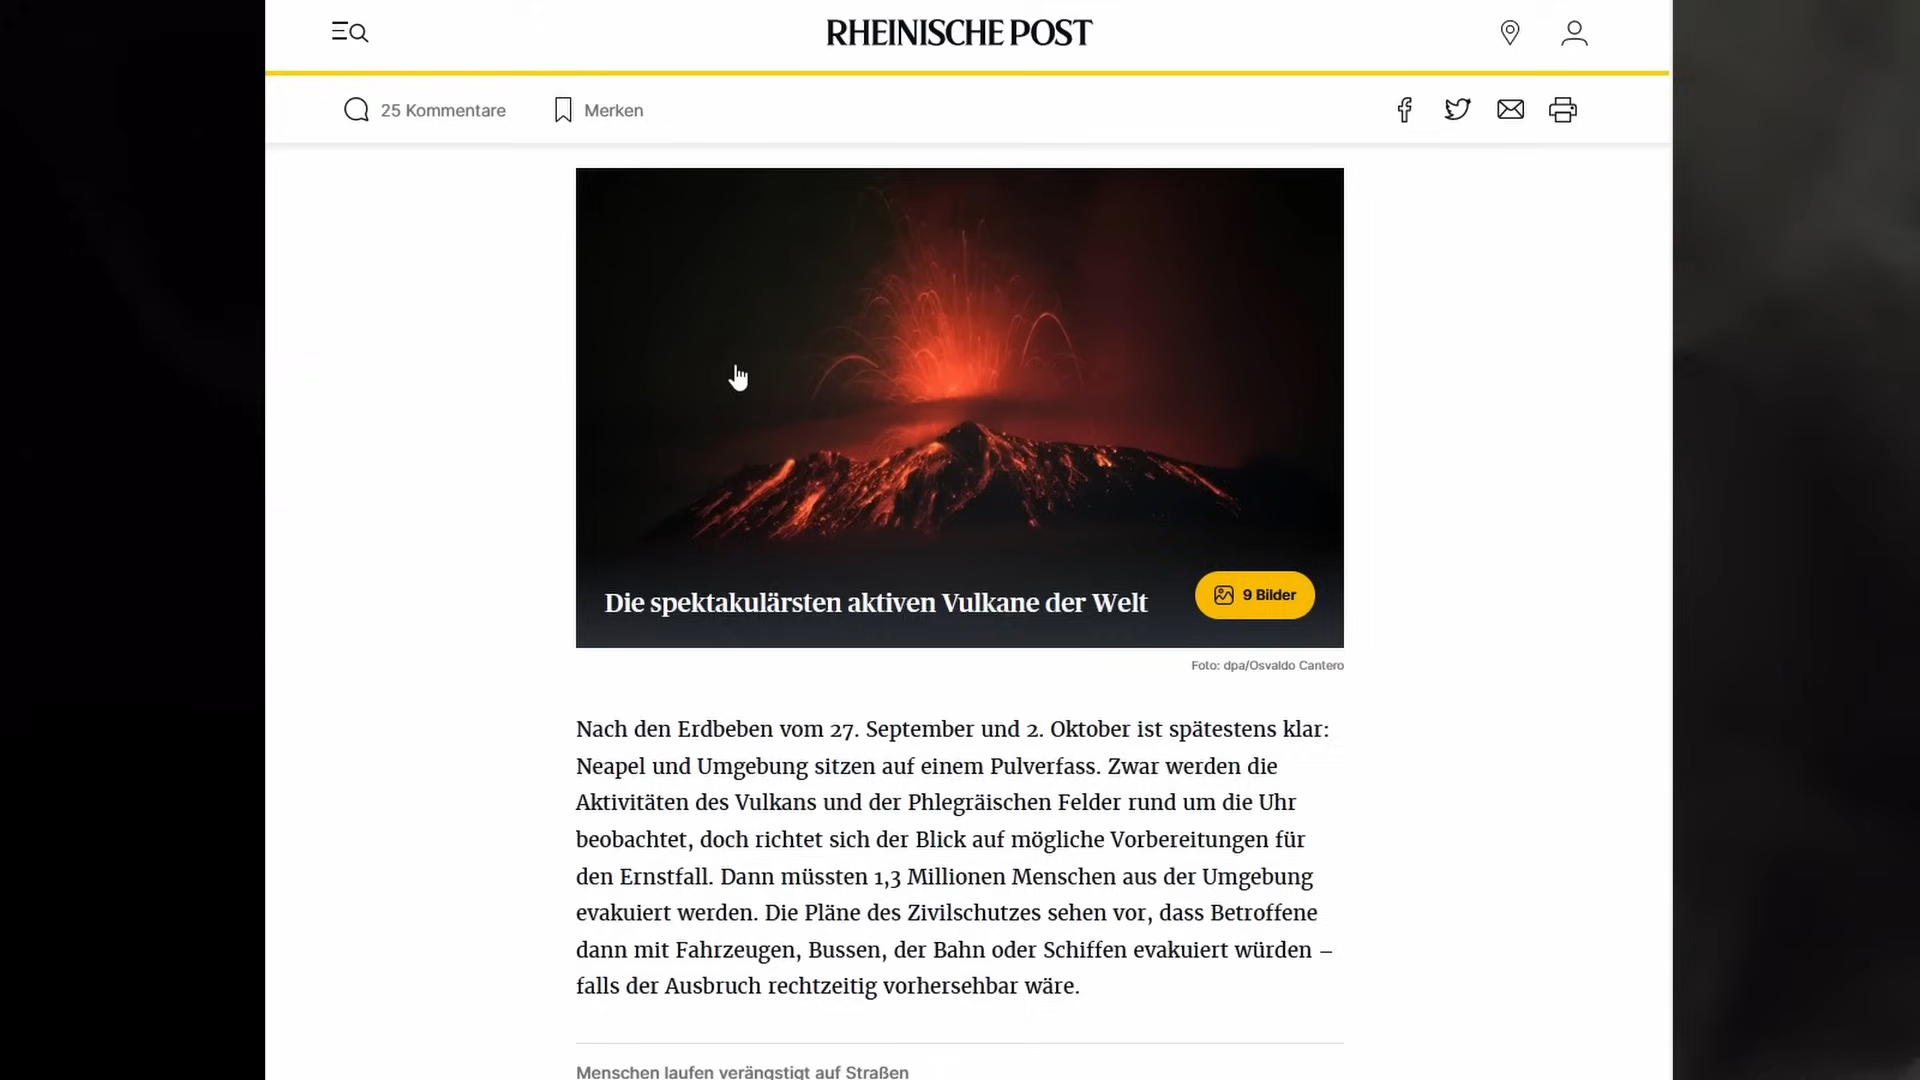 RHEINISCHE POST
25 Kommentare
Merken
Die spektakulärsten aktiven Vulkane der Welt
9 Bilder
Foto: dpa/Osvaldo Cantero
Nach den Erdbeben vom 27. September und 2. Oktober ist spätestens klar:
Neapel und Umgebung sitzen auf einem Pulverfass. Zwar werden die
Aktivitäten des Vulkans und der Phlegräischen Felder rund um die Uhr
beobachtet, doch richtet sich der Blick auf mögliche Vorbereitungen für
den Ernstfall. Dann müssten 1,3 Millionen Menschen aus der Umgebung
evakuiert werden. Die Pläne des Zivilschutzes sehen vor, dass Betroffene
dann mit Fahrzeugen, Bussen, der Bahn oder Schiffen evakuiert würden –
falls der Ausbruch rechtzeitig vorhersehbar wäre.
Menschen laufen verängstigt auf Straßen